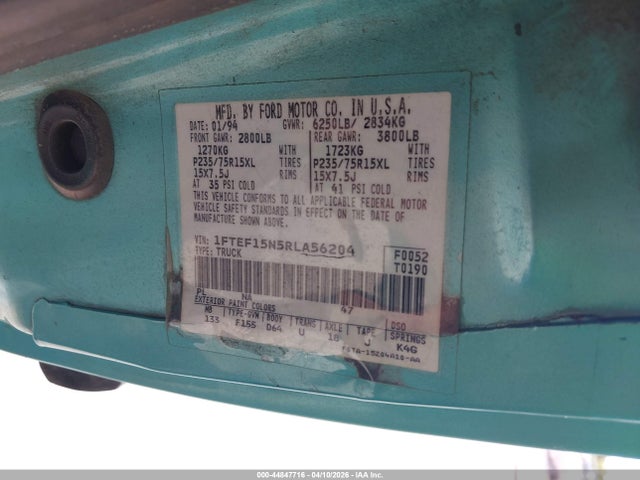 MFD. BY FORD MOTOR CO. IN U.S.A.
DATE: 01/94 GVWR: 6250LB/ 2834KG
FRONT GAWR: 2800LB REAR GAWR: 3800LB
1270KG WITH 1723KG WITH
P235/75R15XL TIRES P235/75R15XL TIRES
15X7.5J RIMS 15X7.5J RIMS
AT 35 PSI COLD AT 41 PSI COLD
THIS VEHICLE CONFORMS TO ALL APPLICABLE FEDERAL MOTOR
VEHICLE SAFETY STANDARDS IN EFFECT ON THE DATE OF
MANUFACTURE SHOWN ABOVE.
VIN: 1FTEF15N5RLA56204 F0052
TYPE: TRUCK T0190
PL NA 47
EXTERIOR PAINT COLORS DSO
WB TYPE-GVW BODY TRANS AXLE TAPE SPRINGS
133 F155 D64 U 18 J K4G
000-44847716 - 04/10/2026 - IAA Inc.